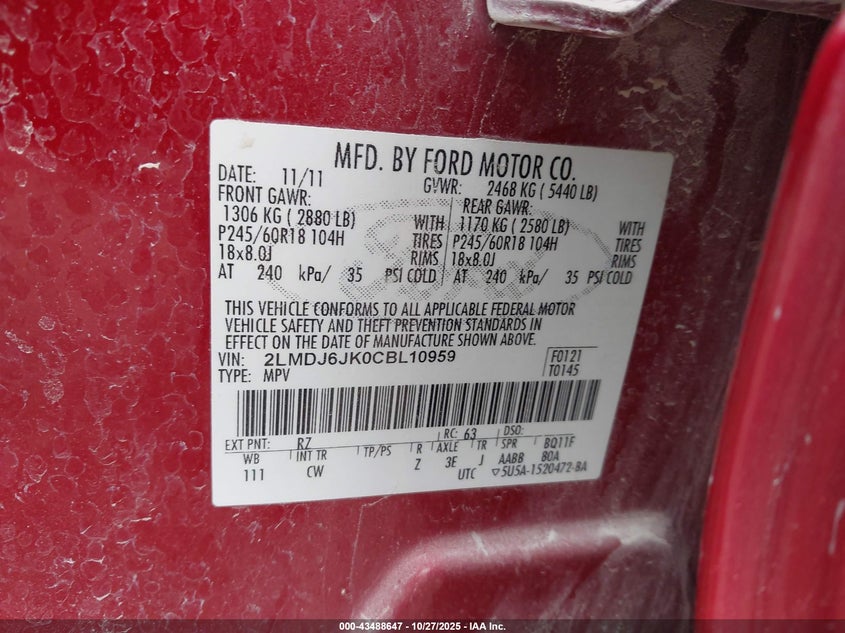 MFD. BY FORD MOTOR CO.
DATE: 11/11 GVWR: 2468 KG ( 5440 LB)
FRONT GAWR: REAR GAWR:
1306 KG ( 2880 LB) WITH 1170 KG ( 2580 LB) WITH
P245/60R18 104H TIRES P245/60R18 104H TIRES
18x8.0J RIMS 18x8.0J RIMS
AT 240 kPa/ 35 PSI COLD AT 240 kPa/ 35 PSI COLD
THIS VEHICLE CONFORMS TO ALL APPLICABLE FEDERAL MOTOR
VEHICLE SAFETY AND THEFT PREVENTION STANDARDS IN
EFFECT ON THE DATE OF MANUFACTURE SHOWN ABOVE.
VIN: 2LMDJ6JK0CBL10959 F0121
TYPE: MPV T0145
EXT PNT: RZ RC: 63 DSO:
WB INT TR TP/PS R AXLE TR SPR BQ11F
111 CW Z 3E J AABB 80A
UTC ▽5U5A-1520472-BA
000-43488647 - 10/27/2025 - IAA Inc.